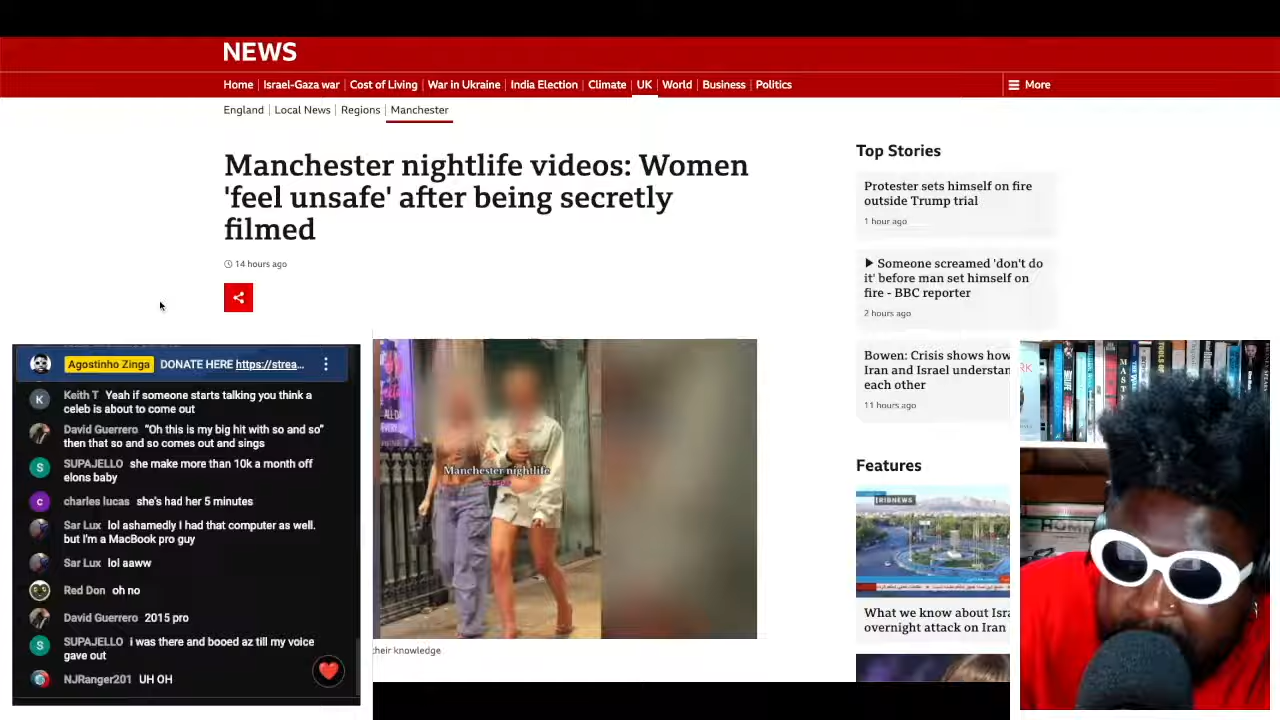 NEWS
Home Israel-Gaza war Cost of Living War in Ukraine India Election Climate UK World Business Politics
More
England Local News Regions Manchester
Manchester nightlife videos: Women
'feel unsafe' after being secretly
filmed
14 hours ago
Top Stories
Protester sets himself on fire
outside Trump trial
1 hour ago
Someone screamed 'don't do
it' before man set himself on
fire - BBC reporter
2 hours ago
Bowen: Crisis shows how
Iran and Israel understan
each other
11 hours ago
Features
IRIBNEWS
What we know about Isra
overnight attack on Iran
Manchester nightlife
their knowledge
Agostinho Zinga DONATE HERE https://strea...
K Keith T Yeah if someone starts talking you think a
celeb is about to come out
David Guerrero “Oh this is my big hit with so and so”
then that so and so comes out and sings
S SUPAJELLO she make more than 10k a month off
elons baby
c charles lucas she's had her 5 minutes
Sar Lux lol ashamedly I had that computer as well.
but I'm a MacBook pro guy
Sar Lux lol aaww
Red Don oh no
David Guerrero 2015 pro
S SUPAJELLO i was there and booed az till my voice
gave out
NJRanger201 UH OH